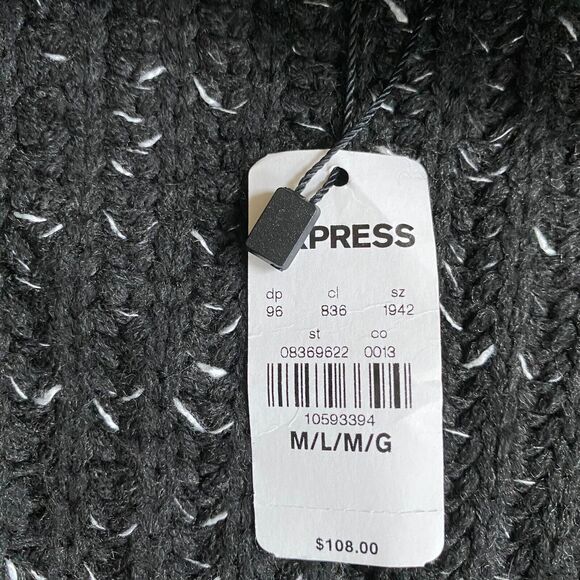 XPRESS
dp cl sz
96 836 1942
st co
08369622 0013
10593394
M/L/M/G
$108.00